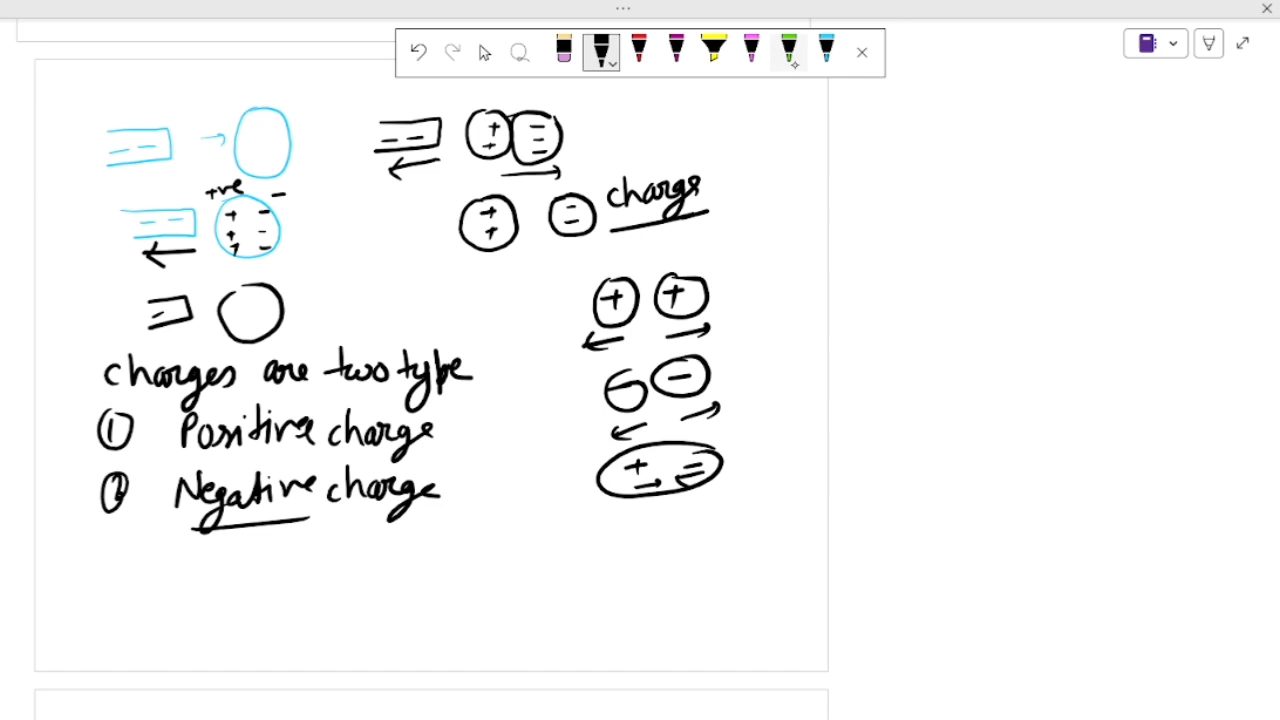 +ve
charge
charges are two type
① Positive charge
② Negative charge